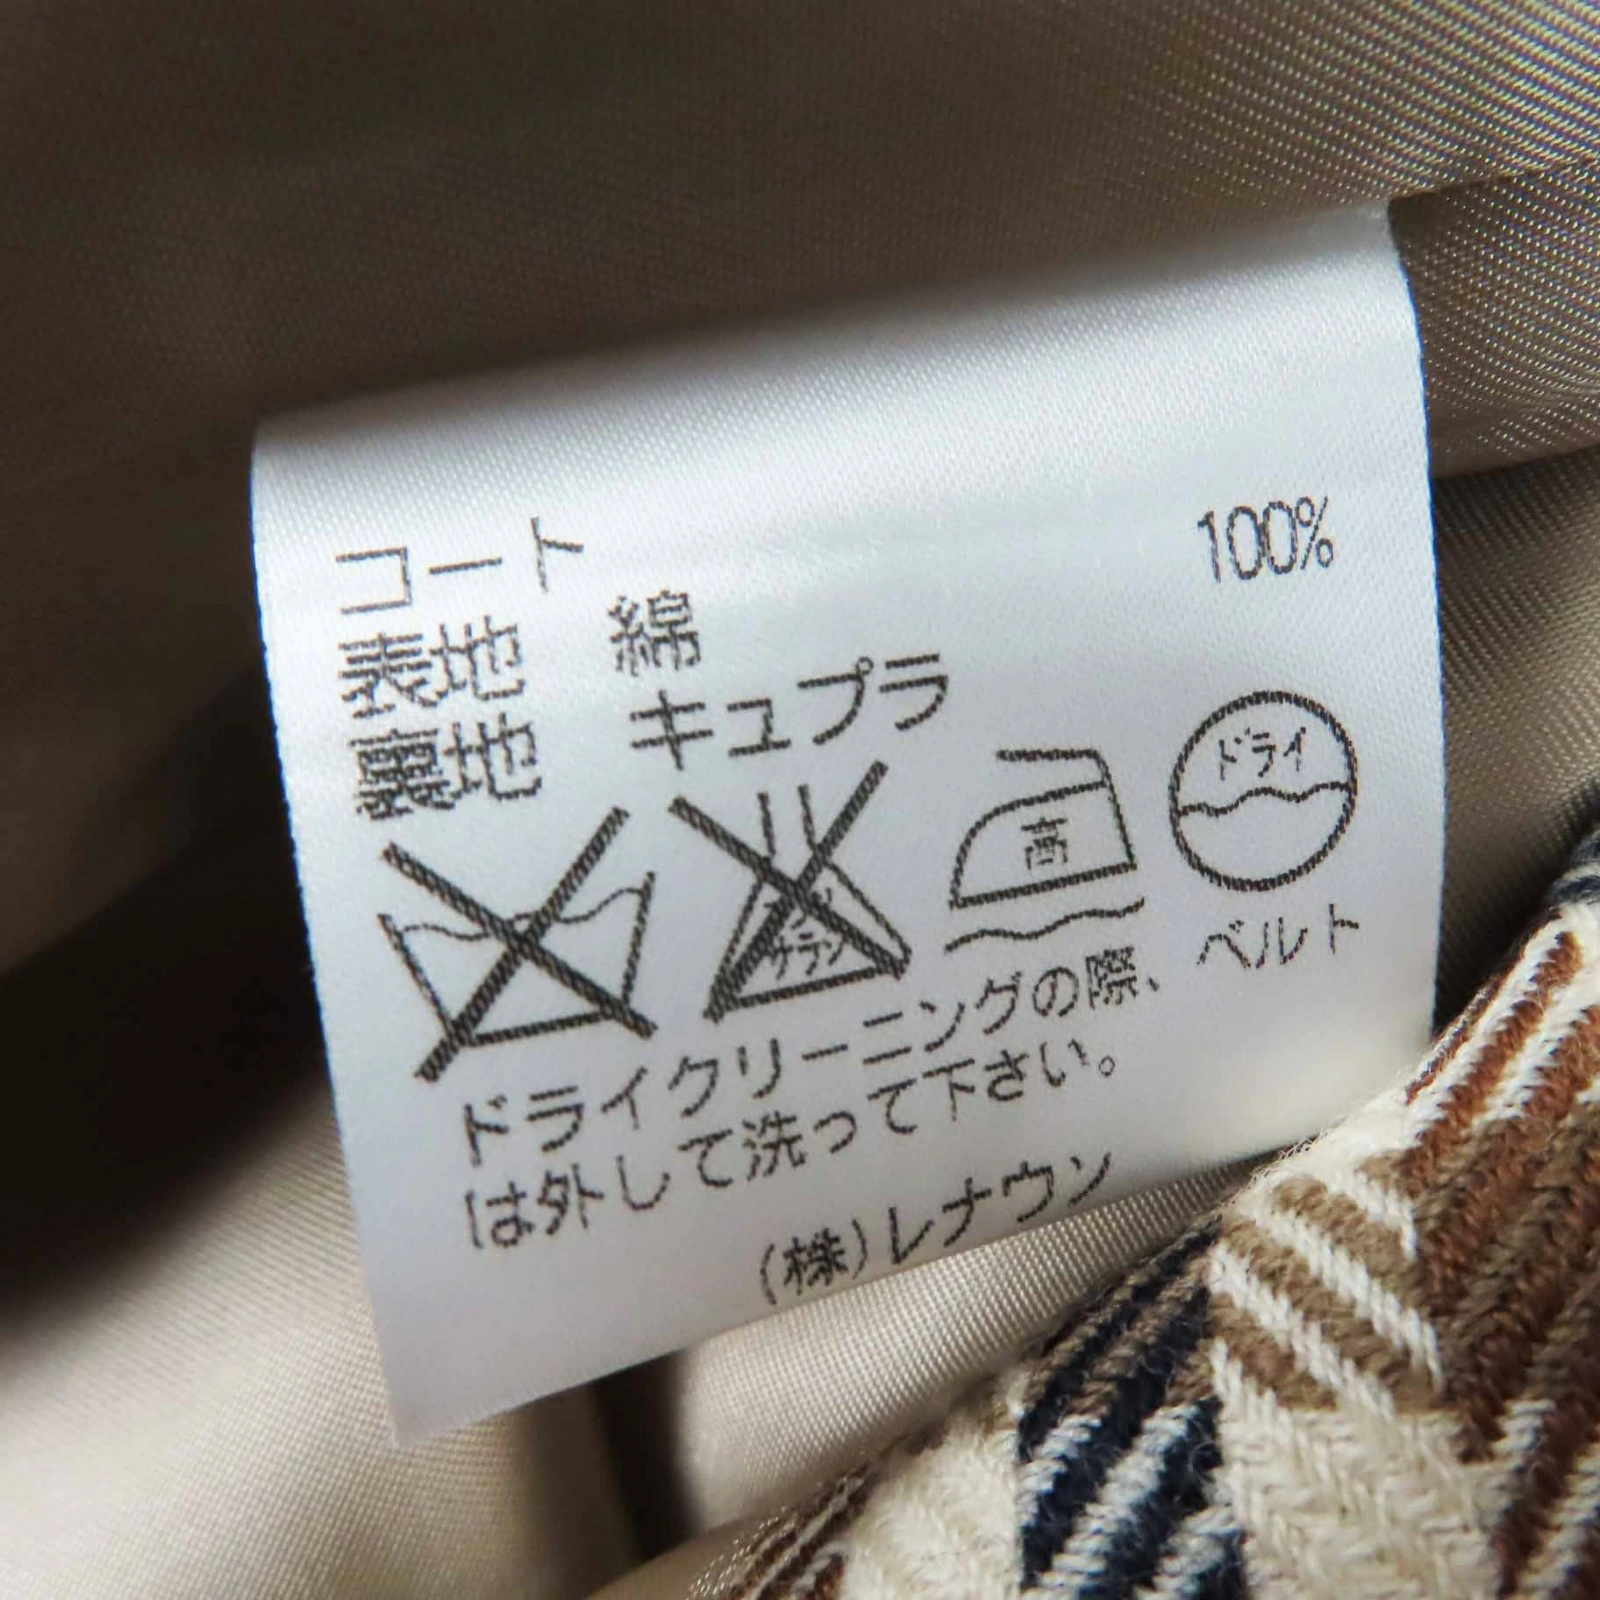 コート
表地 綿 100%
裏地 キュプラ
高
ドライ
ドライクリーニングの際、ベルト
は外して洗って下さい。
(株)レナウン